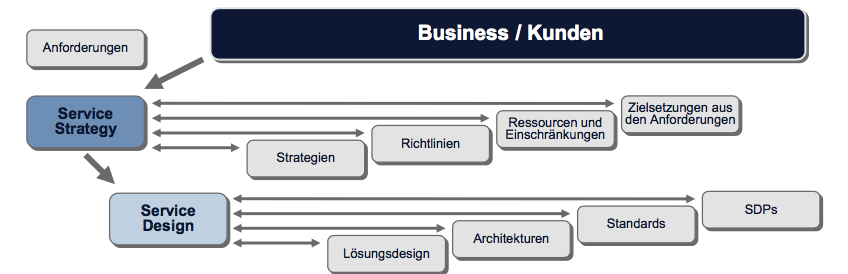 Business / Kunden
Anforderungen
Service
Strategy
Zielsetzungen aus
den Anforderungen
Ressourcen und
Einschränkungen
Richtlinien
Strategien
Service
Design
SDPs
Standards
Architekturen
Lösungsdesign